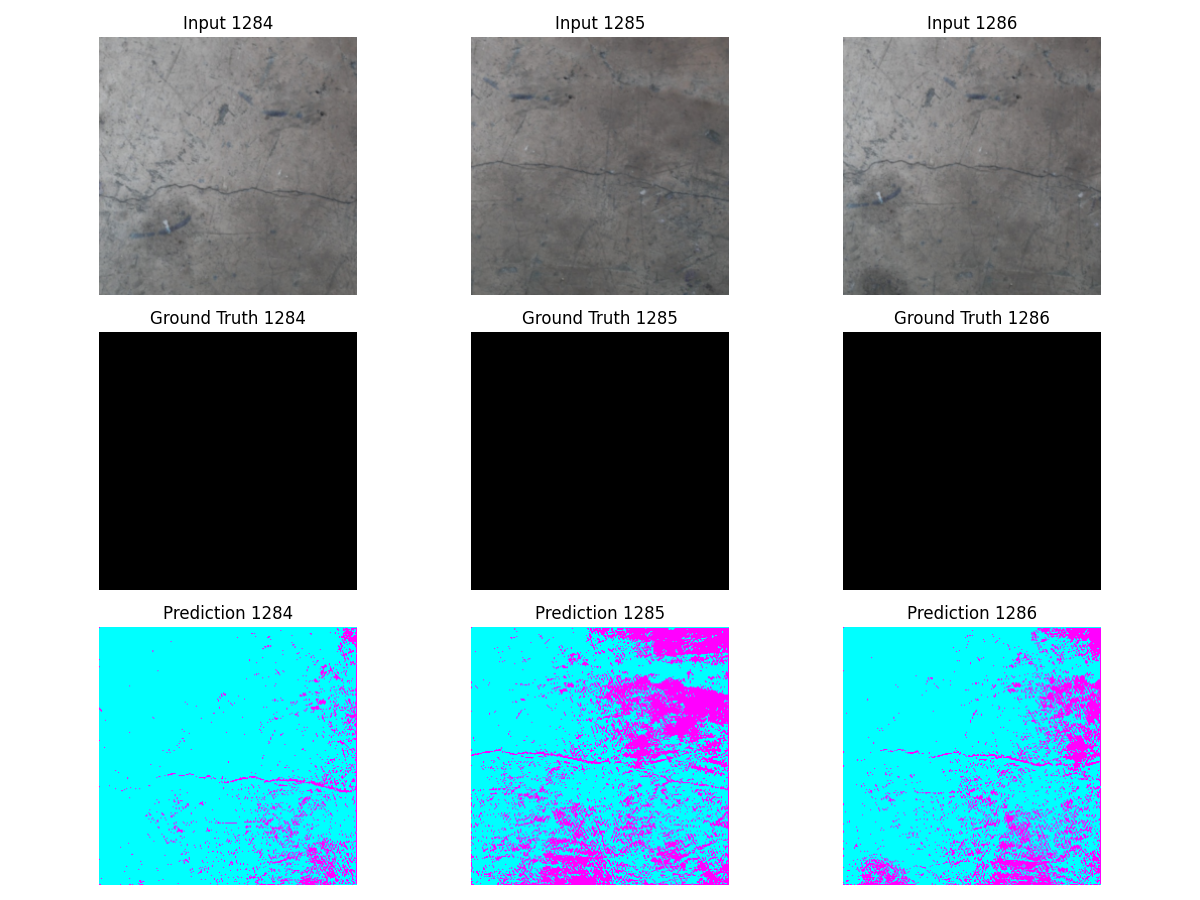 Input 1284
Input 1285
Input 1286
Ground Truth 1284
Ground Truth 1285
Ground Truth 1286
Prediction 1284
Prediction 1285
Prediction 1286